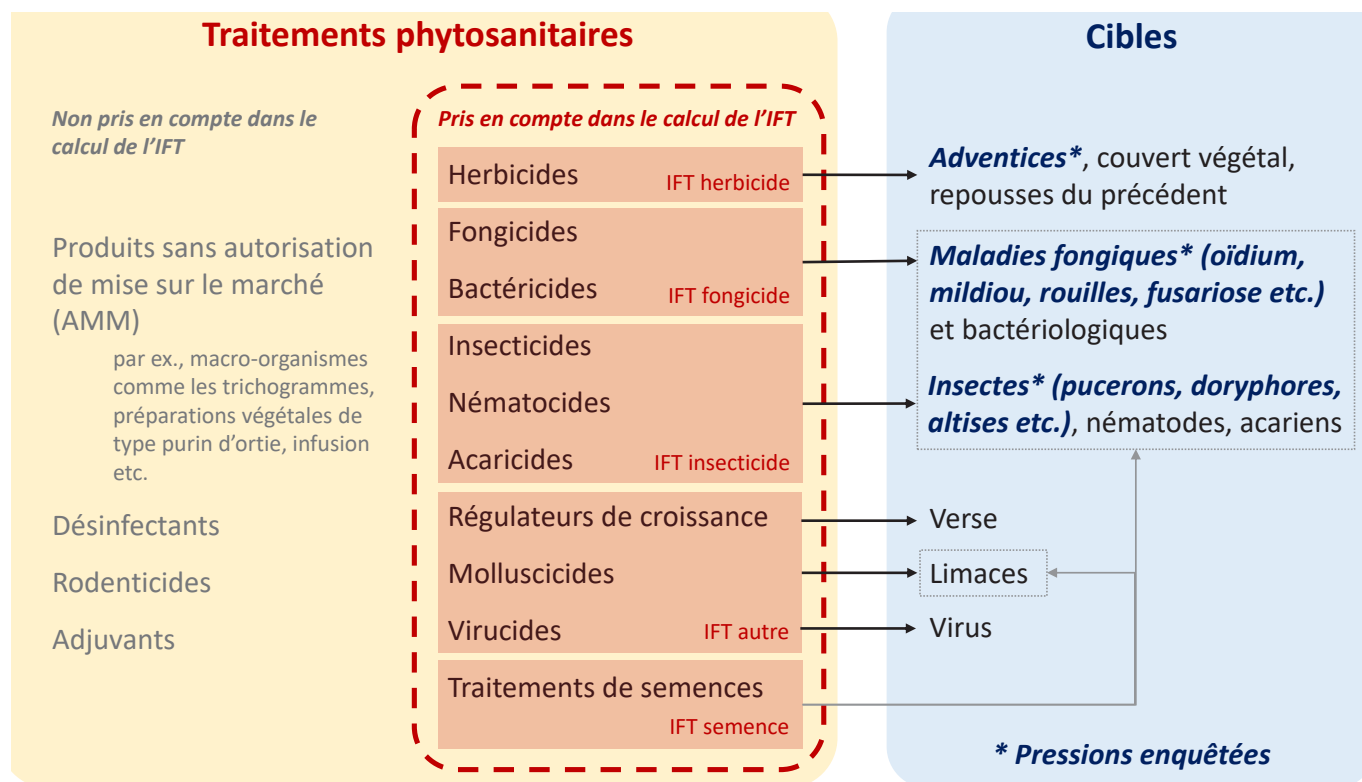 Traitements phytosanitaires
Non pris en compte dans le
calcul de l’IFT
Produits sans autorisation
de mise sur le marché
(AMM)
par ex., macro-organismes
comme les trichogrammes,
préparations végétales de
type purin d’ortie, infusion
etc.
Désinfectants
Rodenticides
Adjuvants
Pris en compte dans le calcul de l’IFT
Herbicides IFT herbicide
Fongicides
Bactéricides IFT fongicide
Insecticides
Nématocides
Acaricides IFT insecticide
Régulateurs de croissance
Molluscicides
Virucides IFT autre
Traitements de semences
IFT semence
Cibles
Adventices*, couvert végétal,
repousses du précédent
Maladies fongiques* (oïdium,
mildiou, rouilles, fusariose etc.)
et bactériologiques
Insectes* (pucerons, doryphores,
altises etc.), nématodes, acariens
Verse
Limaces
Virus
* Pressions enquêtées